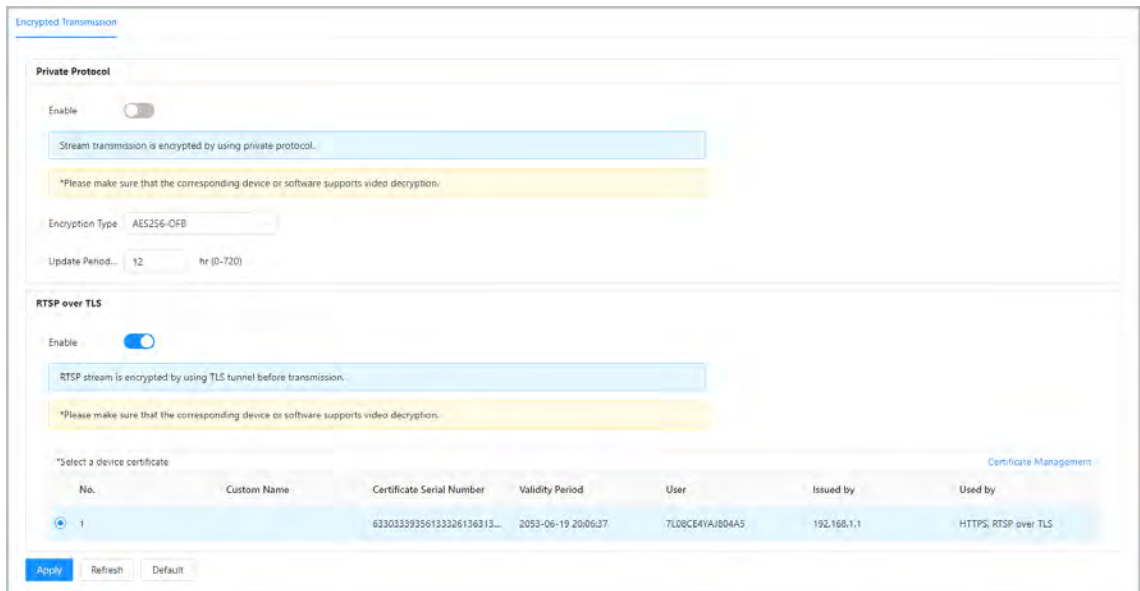 Encrypted Transmission
Private Protocol
Enable
Stream transmission is encrypted by using private protocol.
*Please make sure that the corresponding device or software supports video decryption.
Encryption Type AES256-OFB
Update Period... 12 hr (0-720)
RTSP over TLS
Enable
RTSP stream is encrypted by using TLS tunnel before transmission.
*Please make sure that the corresponding device or software supports video decryption.
*Select a device certificate Certificate Management
No. Custom Name Certificate Serial Number Validity Period User Issued by Used by
1 63303339356133326136313... 2053-06-19 20:06:37 7L08CE4YAJ804A5 192.168.1.1 HTTPS, RTSP over TLS
Apply Refresh Default